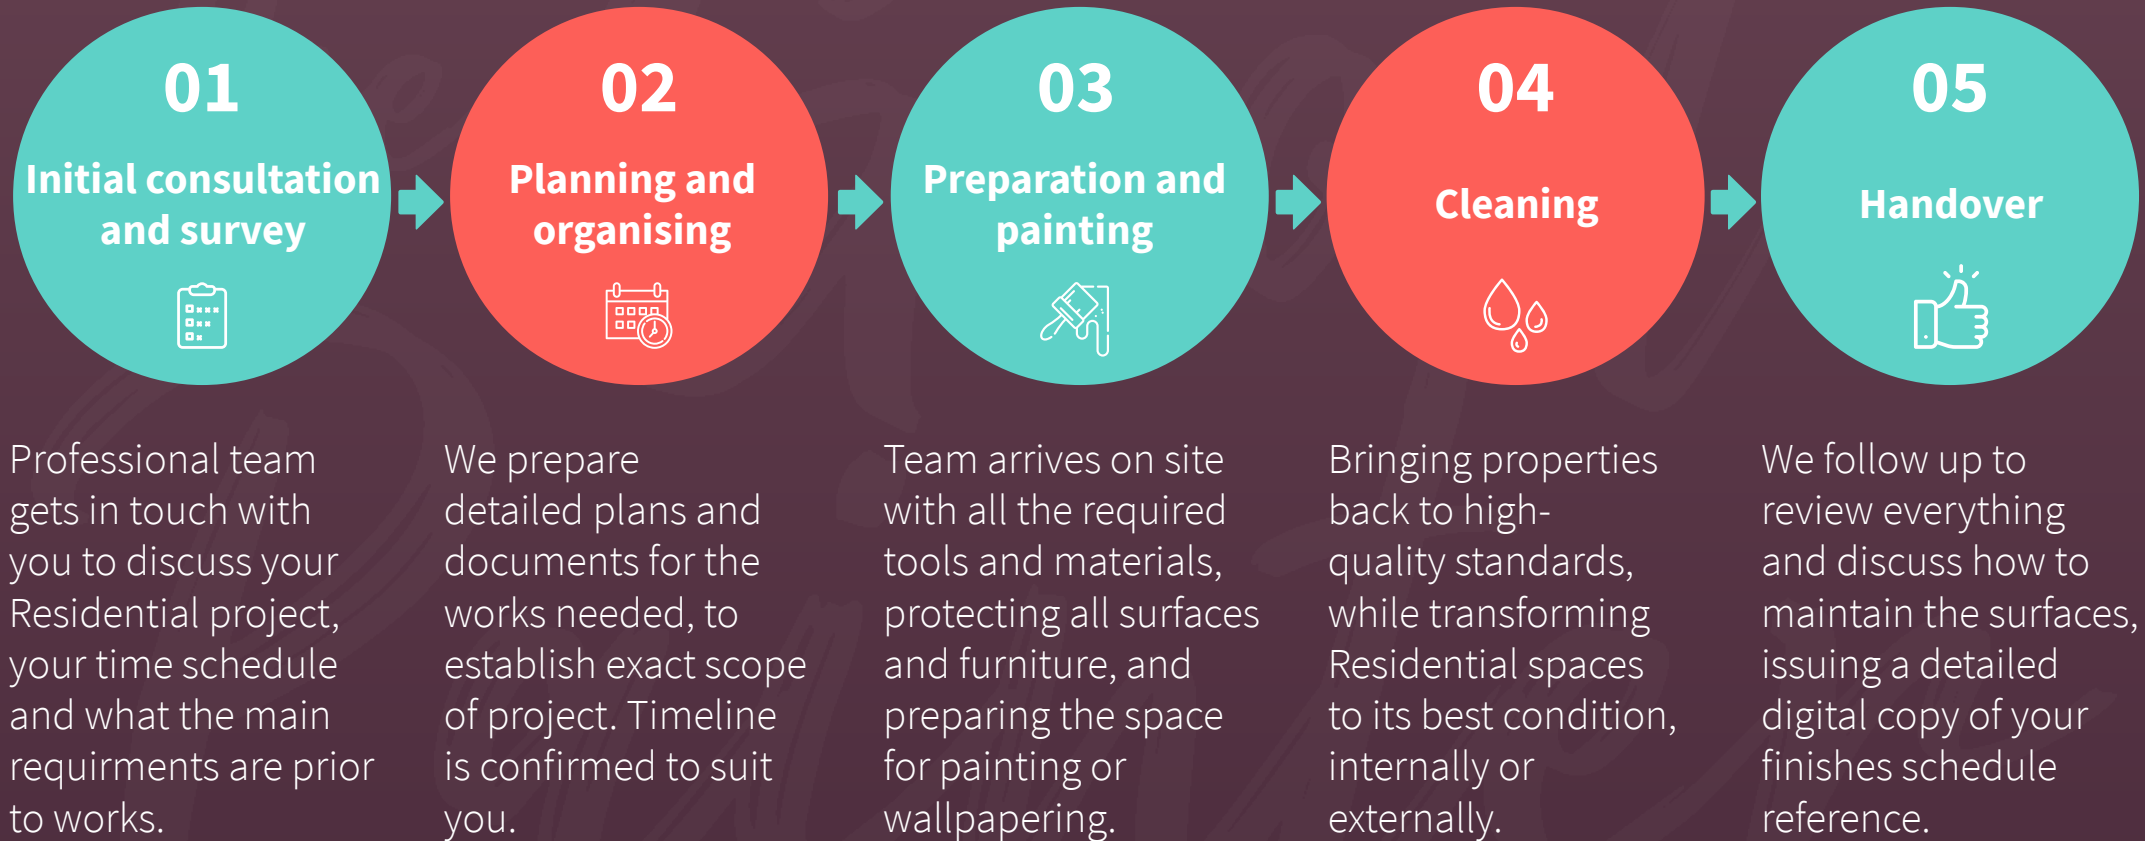 01
Initial consultation
and survey
Professional team
gets in touch with
you to discuss your
Residential project,
your time schedule
and what the main
requirments are prior
to works.
02
Planning and
organising
We prepare
detailed plans and
documents for the
works needed, to
establish exact scope
of project. Timeline
is confirmed to suit
you.
03
Preparation and
painting
Team arrives on site
with all the required
tools and materials,
protecting all surfaces
and furniture, and
preparing the space
for painting or
wallpapering.
04
Cleaning
Bringing properties
back to high-
quality standards,
while transforming
Residential spaces
to its best condition,
internally or
externally.
05
Handover
We follow up to
review everything
and discuss how to
maintain the surfaces,
issuing a detailed
digital copy of your
finishes schedule
reference.